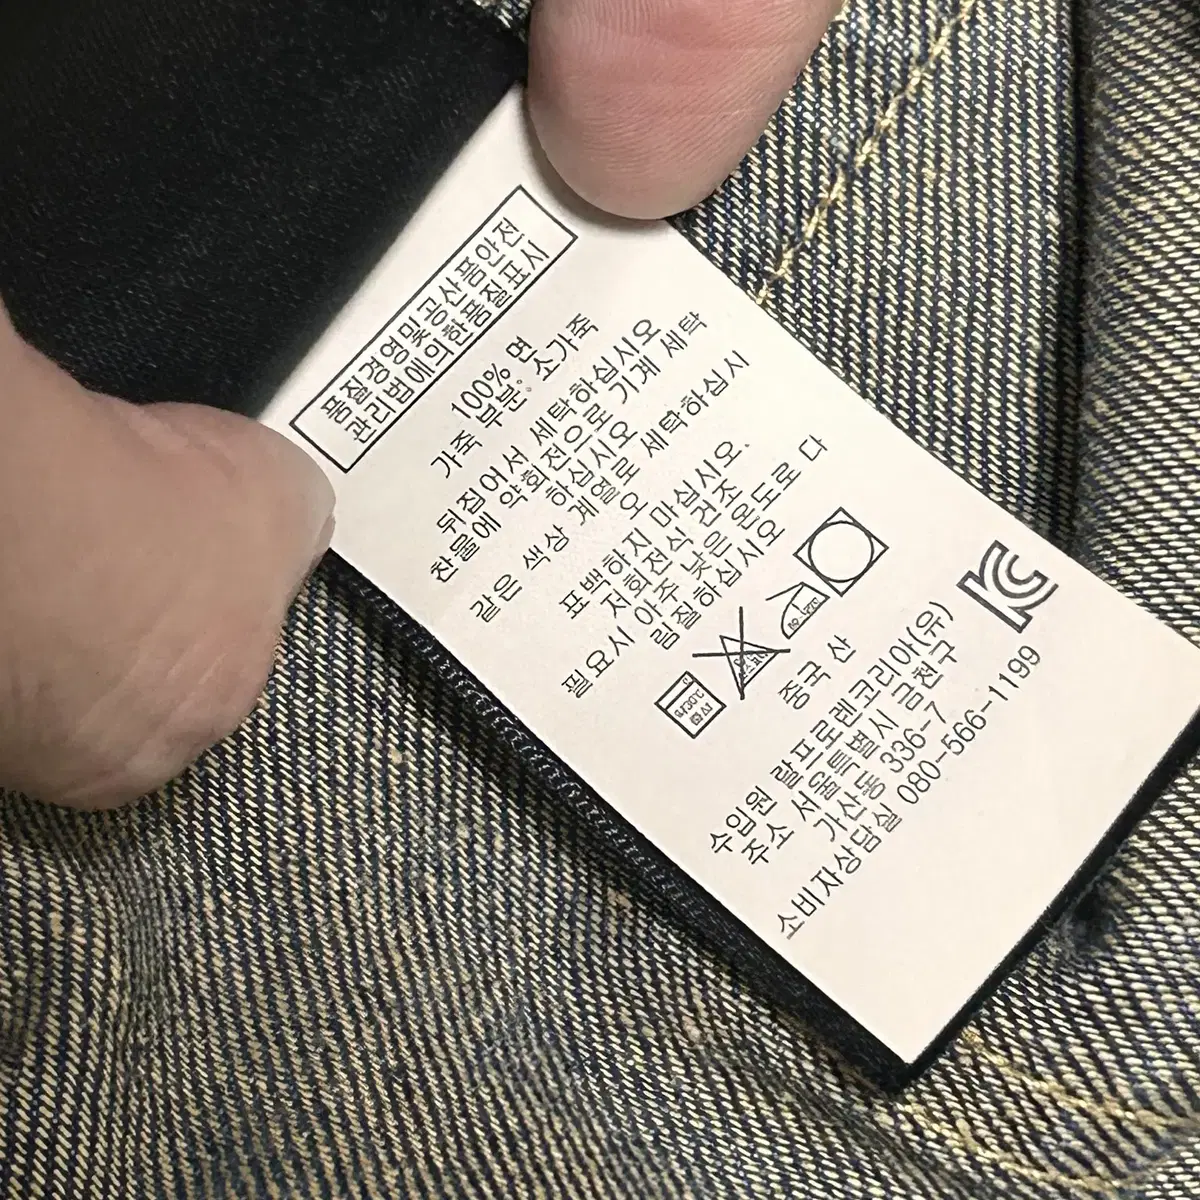 품질경영및공산품안전
관리법에의한품질표시
100% 면
가죽 부분: 소가죽
뒤집어서 세탁하십시오
찬물에 약회전으로 기계 세탁
하십시오
같은 색상 계열로 세탁하십시
오
표백하지 마십시오.
저회전식 건조
필요시 아주 낮은 온도로 다
림질하십시오
약30℃
중성
중국 산
수입원 랄프로렌코리아(유)
주소 서울특별시 금천구
가산동 336-7
소비자상담실 080-566-1199